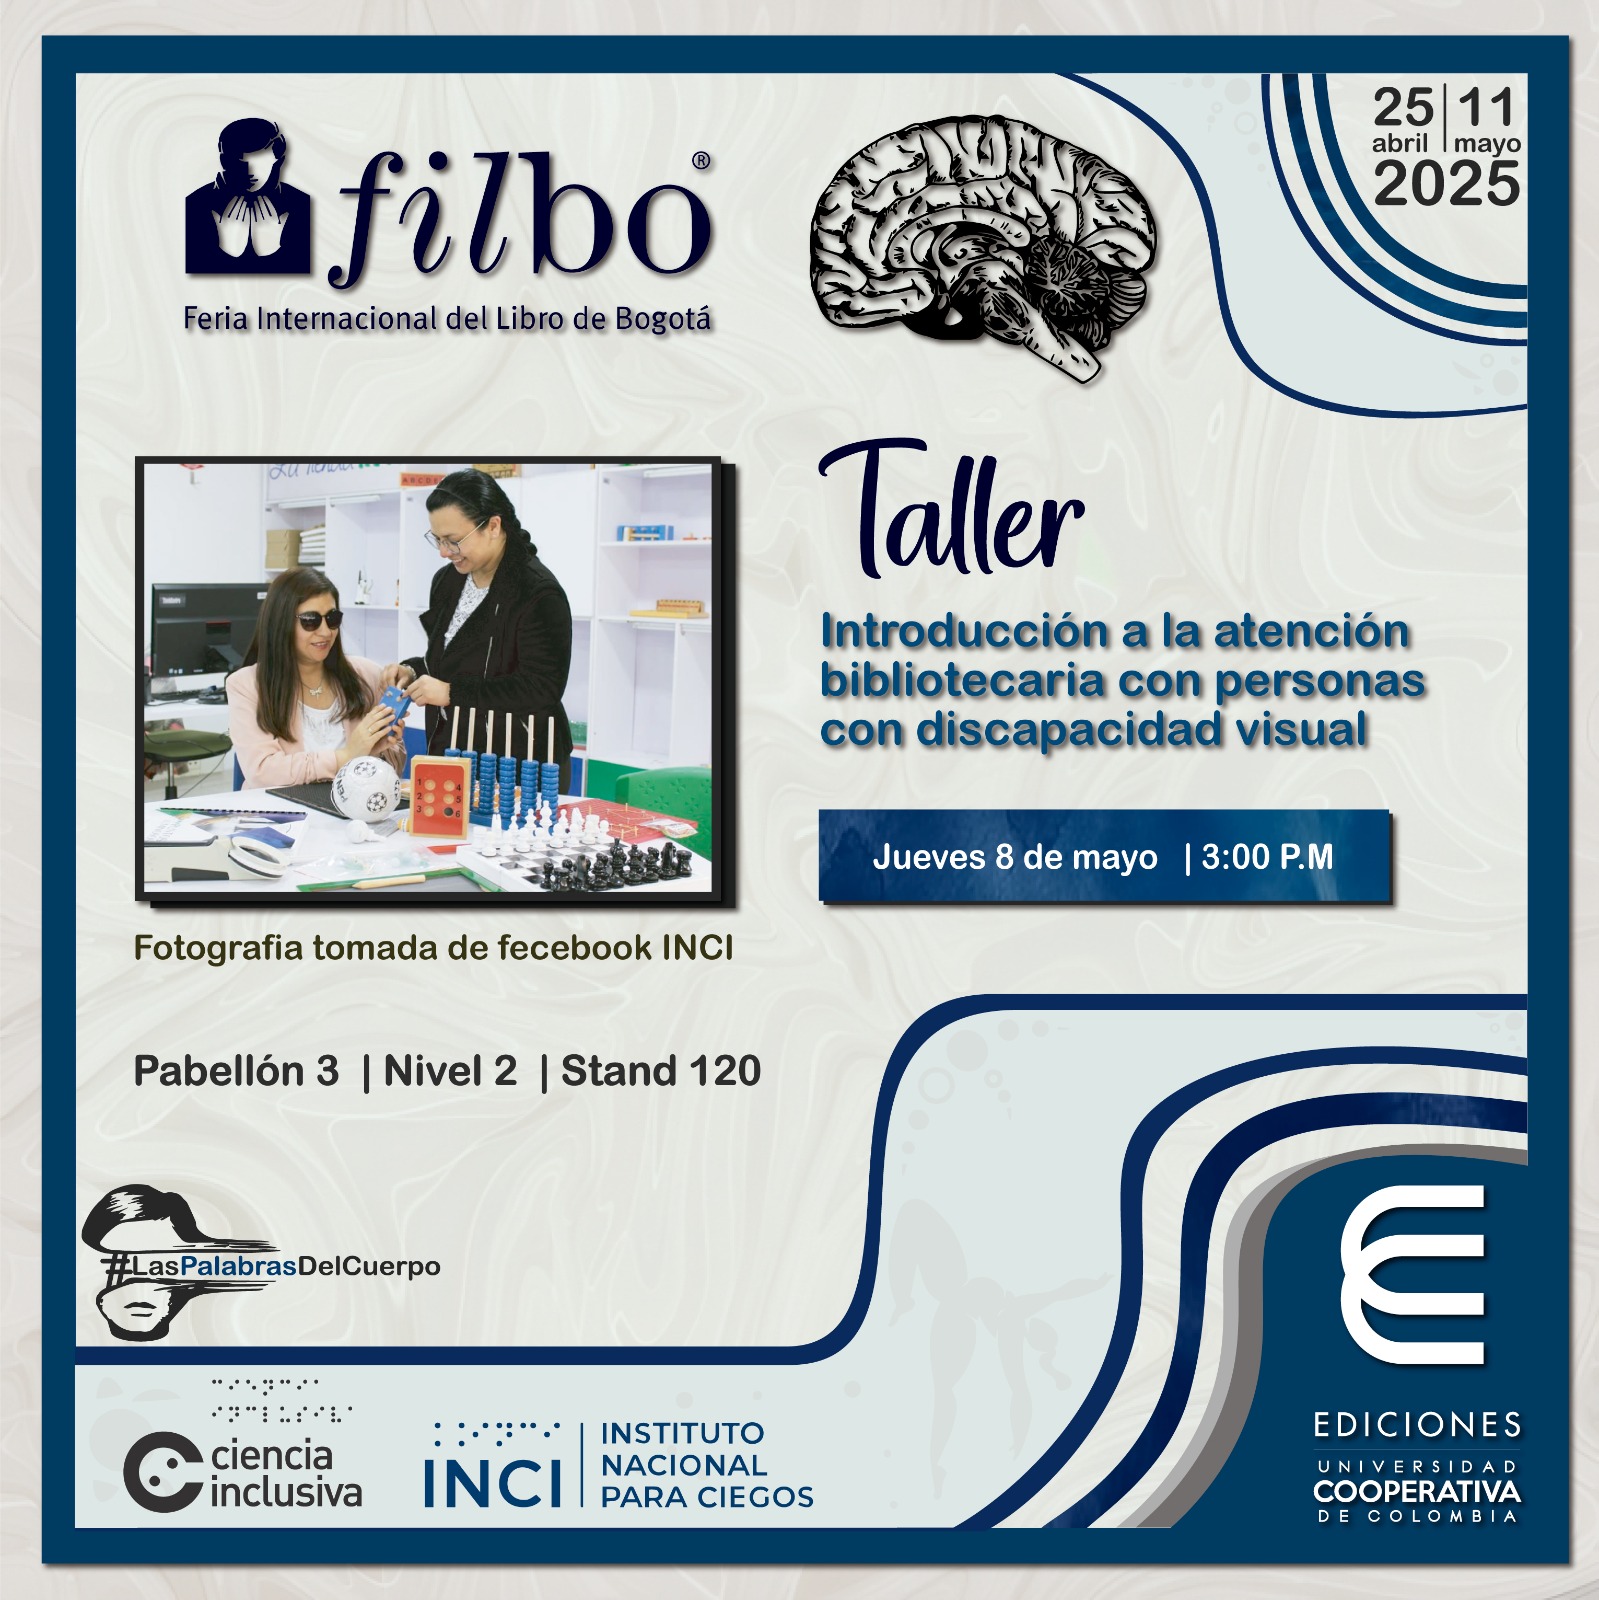 filbo®
Feria Internacional del Libro de Bogotá
25 | 11
abril | mayo
2025
Taller
Introducción a la atención
bibliotecaria con personas
con discapacidad visual
Jueves 8 de mayo | 3:00 P.M
Fotografia tomada de fecebook INCI
Pabellón 3 | Nivel 2 | Stand 120
#LasPalabrasDelCuerpo
ciencia
inclusiva
INCI
INSTITUTO
NACIONAL
PARA CIEGOS
EDICIONES
UNIVERSIDAD
COOPERATIVA
DE COLOMBIA